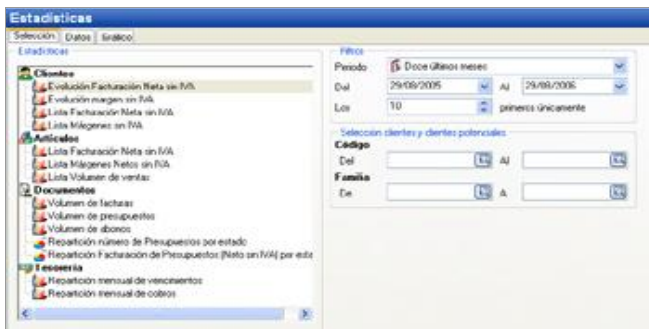 Estadísticas
Selección Datos Gráfico
Estadísticas
Clientes
Evolución Facturación Neta sin IVA
Evolución margen sin IVA
Lista Facturación Neta sin IVA
Lista Márgenes sin IVA
Artículos
Lista Facturación Neta sin IVA
Lista Márgenes Netos sin IVA
Lista Volumen de ventas
Documentos
Volumen de facturas
Volumen de presupuestos
Volumen de abonos
Repartición número de Presupuestos por estado
Repartición Facturación de Presupuestos (Neto sin IVA) por esta
Tesorería
Repartición mensual de vencimientos
Repartición mensual de cobros
Filtros
Periodo Doce últimos meses
Del 29/08/2005 Al 29/08/2006
Los 10 primeros únicamente
Selección clientes y clientes potenciales
Código
Del Al
Familia
De A